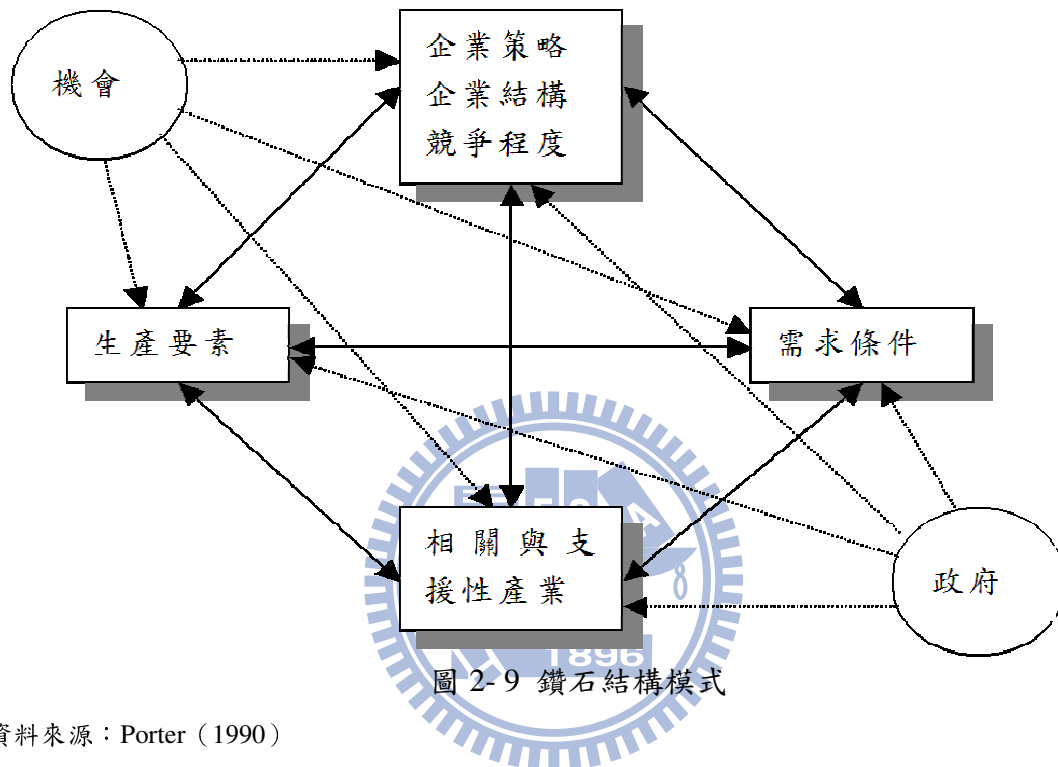 機會
企業策略
企業結構
競爭程度
生產要素
需求條件
相關與支
援性產業
政府
1896
圖 2- 9 鑽石結構模式
資料來源：Porter（1990）